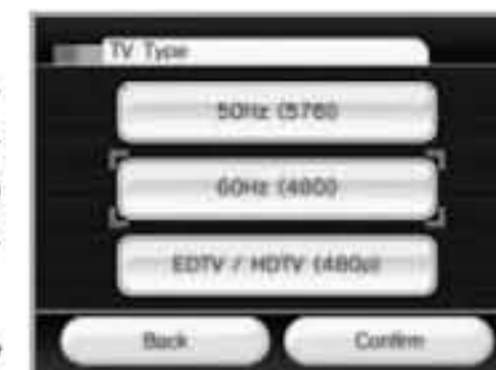 TV Type
50Hz (576i)
60Hz (480i)
EDTV / HDTV (480p)
Back
Confirm